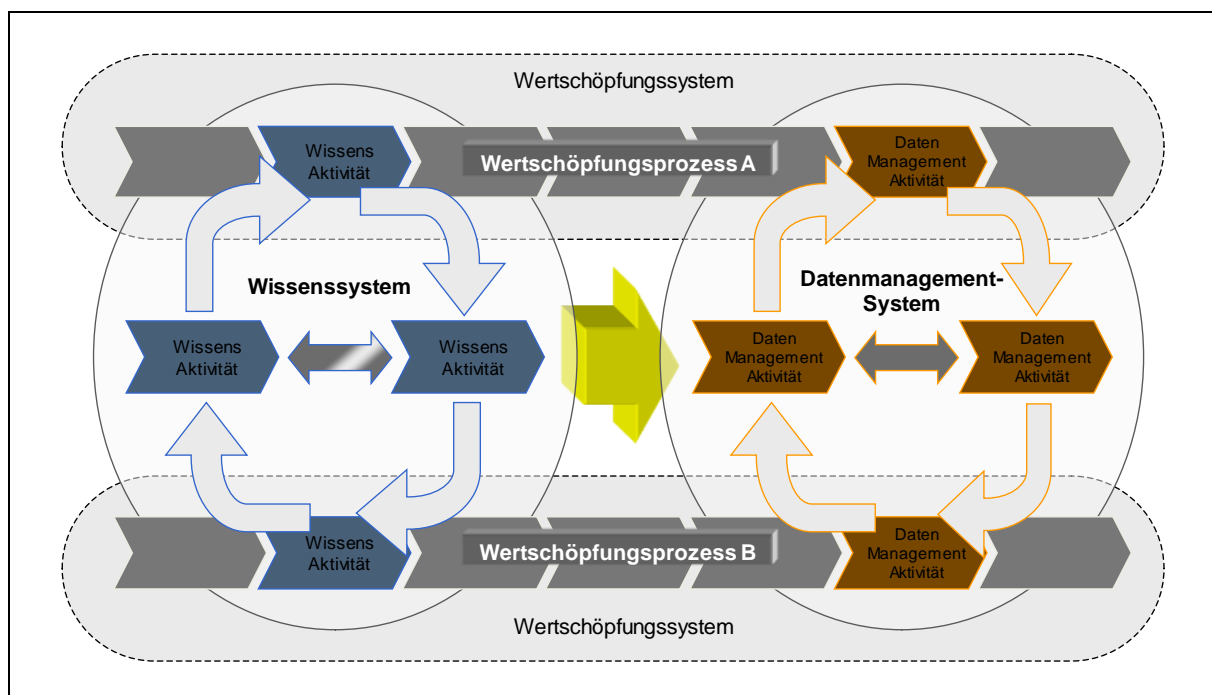 Wertschöpfungssystem
Wissens
Aktivität
Wertschöpfungsprozess A
Daten
Management
Aktivität
Wissenssystem
Datenmanagement-
System
Wissens
Aktivität
Wissens
Aktivität
Daten
Management
Aktivität
Daten
Management
Aktivität
Wissens
Aktivität
Wertschöpfungsprozess B
Daten
Management
Aktivität
Wertschöpfungssystem